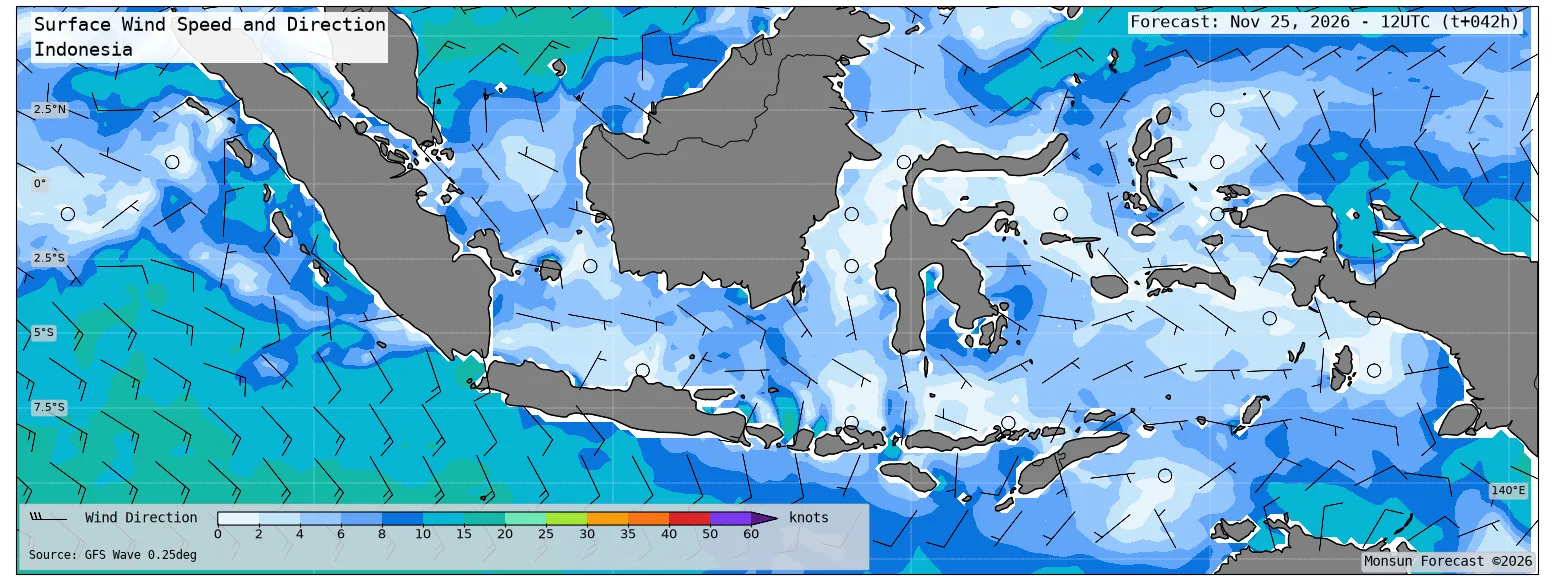 Surface Wind Speed and Direction
Indonesia
Forecast: Nov 25, 2026 - 12UTC (t+042h)
2.5°N
0°
2.5°S
5°S
7.5°S
140°E
Wind Direction
knots
0 2 4 6 8 10 15 20 25 30 35 40 50 60
Source: GFS Wave 0.25deg
Monsun Forecast ©2026